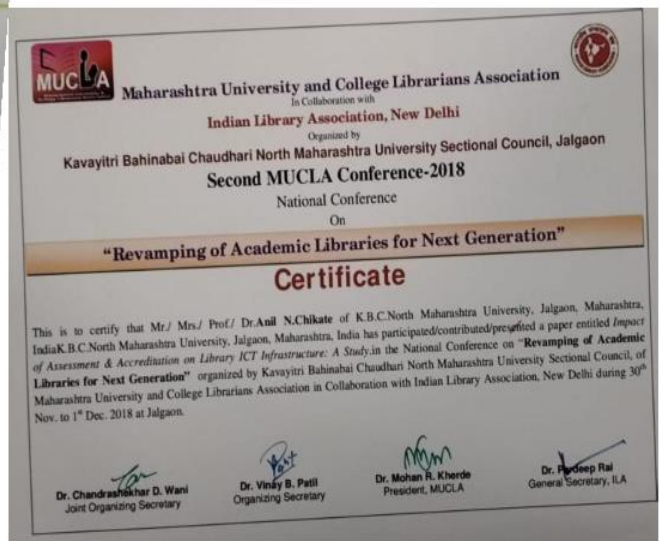 MUCLA
Maharashtra University and College Librarians Association
In Collaboration with
Indian Library Association, New Delhi
Organized by
Kavayitri Bahinabai Chaudhari North Maharashtra University Sectional Council, Jalgaon
Second MUCLA Conference-2018
National Conference
On
“Revamping of Academic Libraries for Next Generation”
Certificate
This is to certify that Mr./ Mrs./ Prof./ Dr.Anil N.Chikate of K.B.C.North Maharashtra University, Jalgaon, Maharashtra,
IndiaK.B.C.North Maharashtra University, Jalgaon, Maharashtra, India has participated/contributed/presented a paper entitled Impact
of Assessment & Accreditation on Library ICT Infrastructure: A Study.in the National Conference on “Revamping of Academic
Libraries for Next Generation” organized by Kavayitri Bahinabai Chaudhari North Maharashtra University Sectional Council, of
Maharashtra University and College Librarians Association in Collaboration with Indian Library Association, New Delhi during 30th
Nov. to 1st Dec. 2018 at Jalgaon.
Dr. Chandrashekhar D. Wani
Joint Organizing Secretary
Dr. Vinay B. Patil
Organizing Secretary
Dr. Mohan R. Kherde
President, MUCLA
Dr. Pardeep Rai
General Secretary, ILA